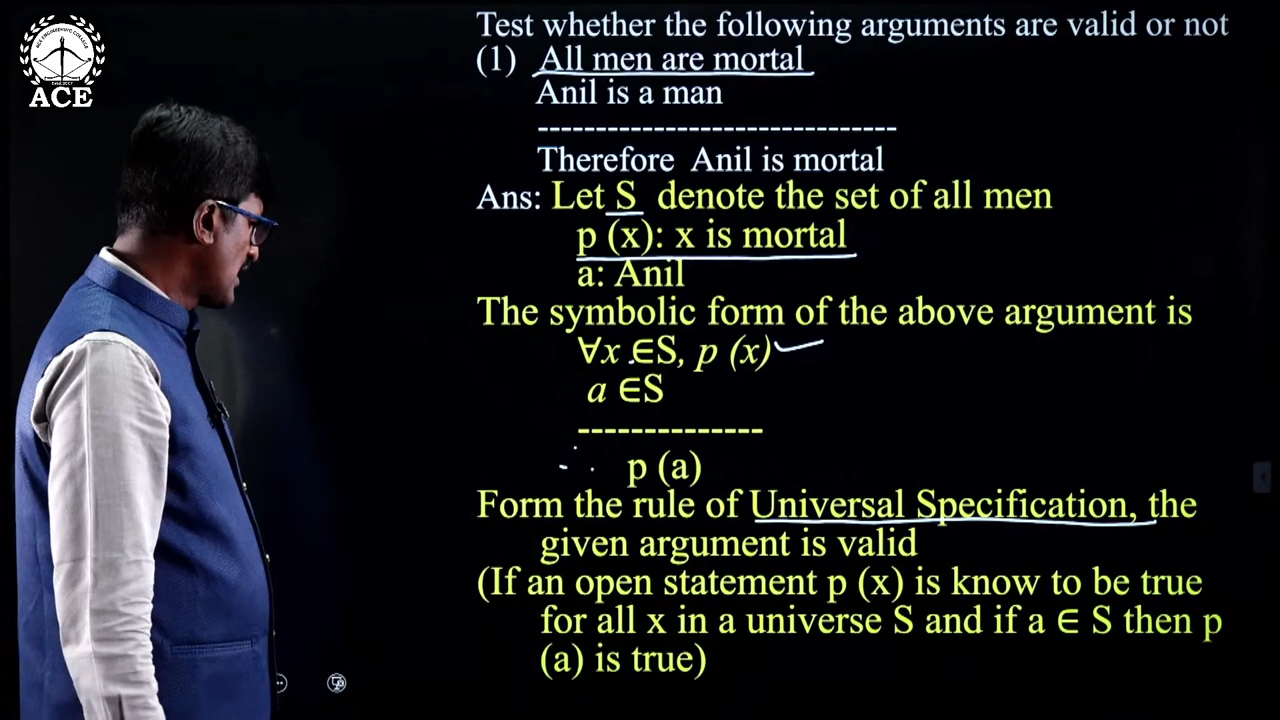 ACE
Test whether the following arguments are valid or not
(1) All men are mortal
Anil is a man
-----------------------------
Therefore Anil is mortal
Ans: Let S denote the set of all men
p (x): x is mortal
a: Anil
The symbolic form of the above argument is
∀x ∈S, p (x)
a ∈S
--------------
∴ p (a)
Form the rule of Universal Specification, the
given argument is valid
(If an open statement p (x) is know to be true
for all x in a universe S and if a ∈ S then p
(a) is true)